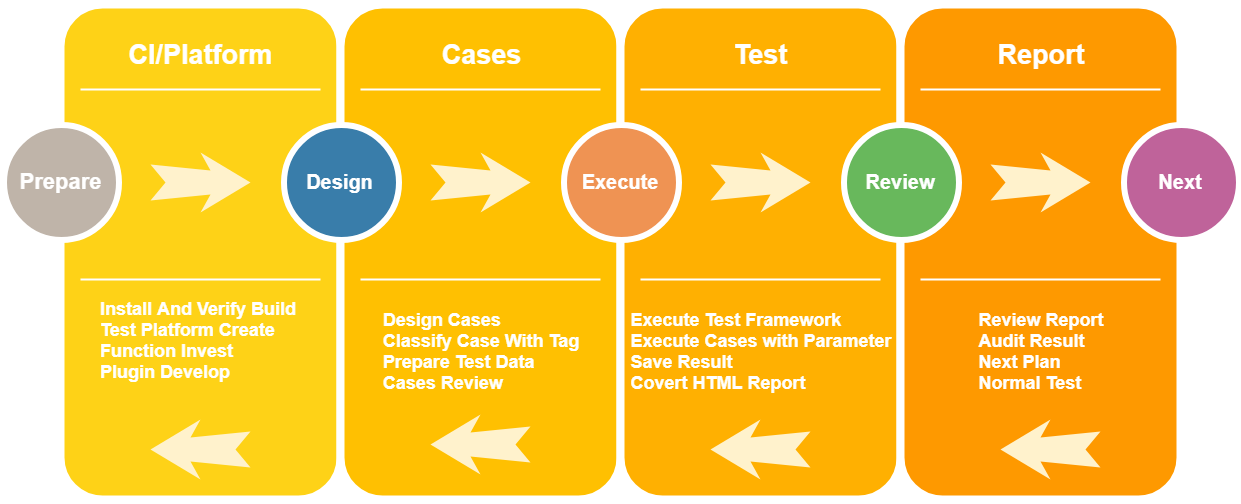 CI/Platform
Cases
Test
Report
Prepare
Design
Execute
Review
Next
Install And Verify Build
Test Platform Create
Function Invest
Plugin Develop
Design Cases
Classify Case With Tag
Prepare Test Data
Cases Review
Execute Test Framework
Execute Cases with Parameter
Save Result
Covert HTML Report
Review Report
Audit Result
Next Plan
Normal Test